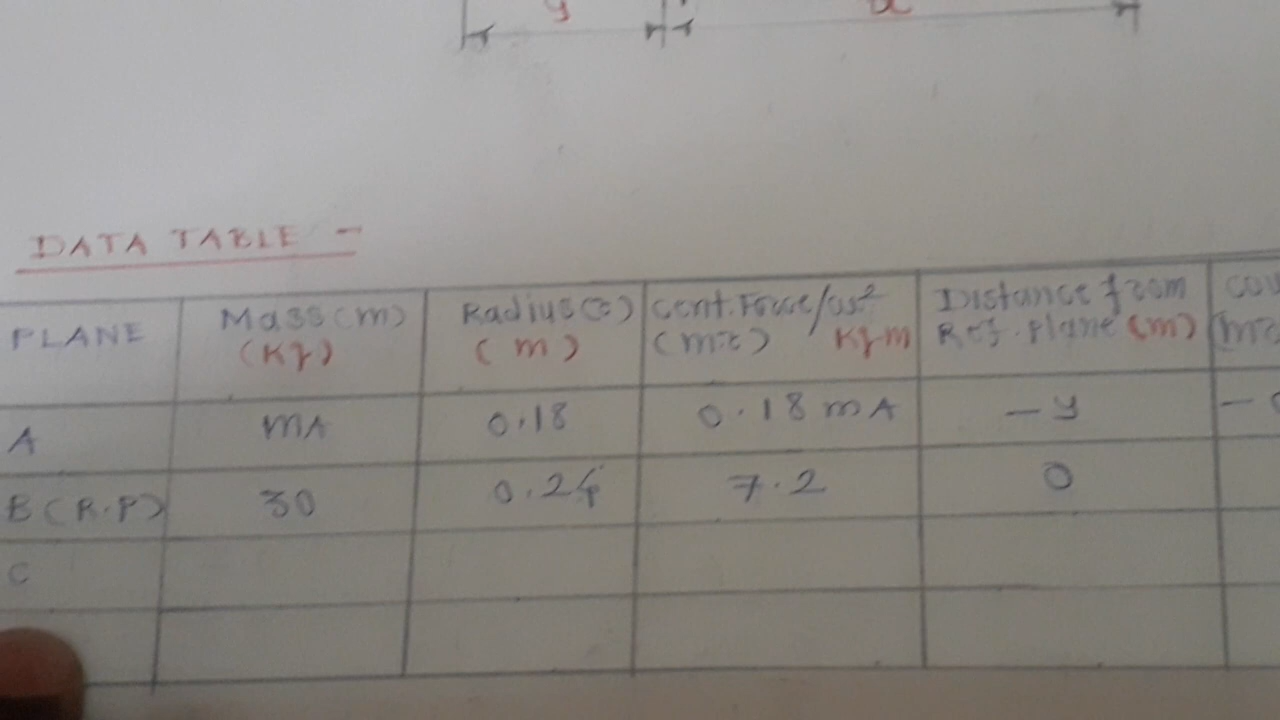 y x
DATA TABLE -
PLANE Mass(m) (Kg) Radius(r) (m) cent.Force/ω² (m.r) Kg-m Distance from Ref.plane (m) cou
A mA 0.18 0.18 mA -y -
B (R.P) 30 0.24 7.2 0
C